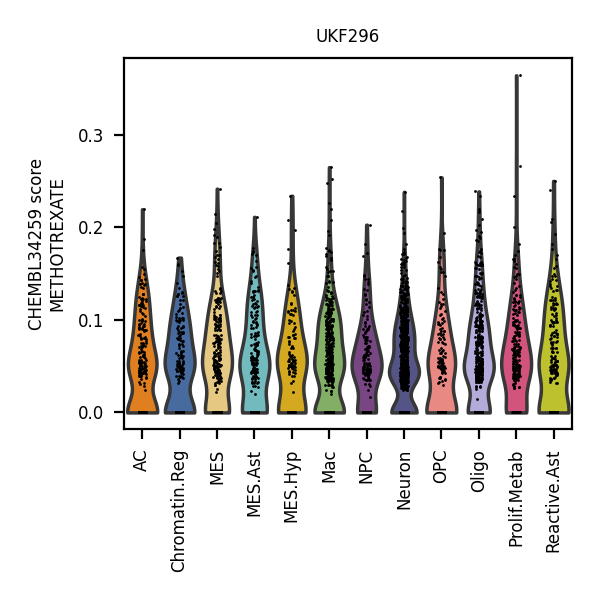 UKF296
CHEMBL34259 score
METHOTREXATE
0.3
0.2
0.1
0.0
AC
Chromatin.Reg
MES
MES.Ast
MES.Hyp
Mac
NPC
Neuron
OPC
Oligo
Prolif.Metab
Reactive.Ast